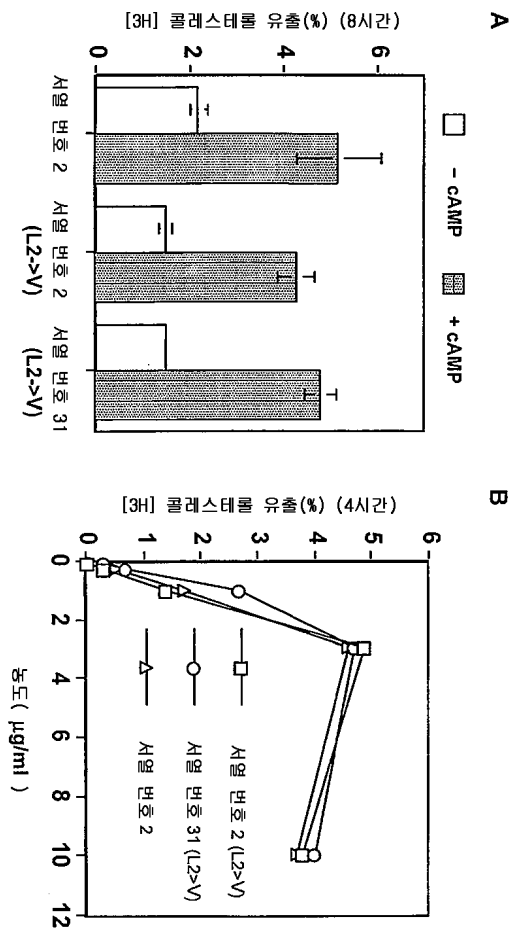 A
□ - cAMP ▒ + cAMP
[3H] 콜레스테롤 유출(%) (8시간)
6
4
2
0
서열 번호 2
서열 번호 2
(L2->V)
서열 번호 31
(L2->V)
B
[3H] 콜레스테롤 유출(%) (4시간)
6
5
4
3
2
1
0
서열 번호 2 (L2>V)
서열 번호 31 (L2>V)
서열 번호 2
0 2 4 6 8 10 12
농도( μg/ml )